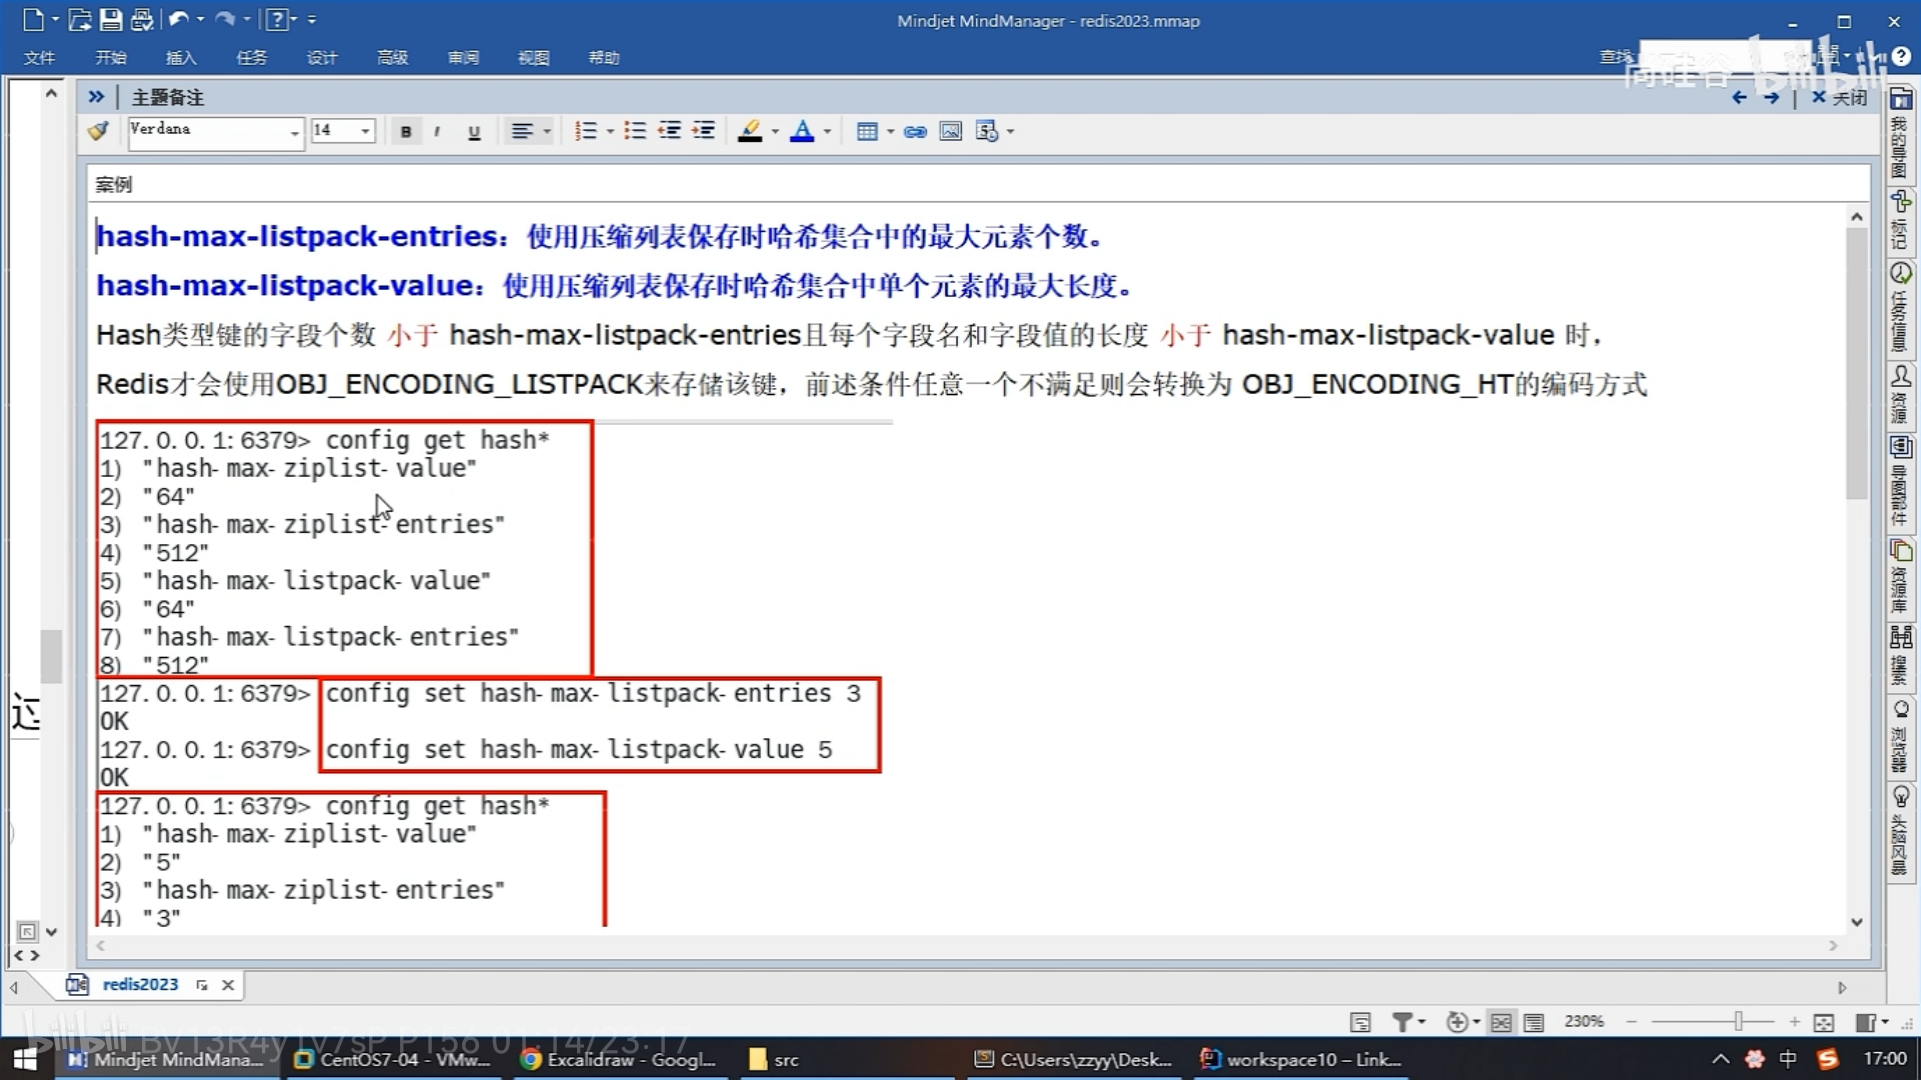 Mindjet MindManager - redis2023.mmap
文件 开始 插入 任务 设计 高级 审阅 视图 帮助
查找
尚硅谷 bilibili
主题备注
关闭
Verdana 14
案例
hash-max-listpack-entries：使用压缩列表保存时哈希集合中的最大元素个数。
hash-max-listpack-value：使用压缩列表保存时哈希集合中单个元素的最大长度。
Hash类型键的字段个数 小于 hash-max-listpack-entries且每个字段名和字段值的长度 小于 hash-max-listpack-value 时，
Redis才会使用OBJ_ENCODING_LISTPACK来存储该键，前述条件任意一个不满足则会转换为 OBJ_ENCODING_HT的编码方式
127.0.0.1:6379> config get hash*
1) "hash-max-ziplist-value"
2) "64"
3) "hash-max-ziplist-entries"
4) "512"
5) "hash-max-listpack-value"
6) "64"
7) "hash-max-listpack-entries"
8) "512"
127.0.0.1:6379> config set hash-max-listpack-entries 3
OK
127.0.0.1:6379> config set hash-max-listpack-value 5
OK
127.0.0.1:6379> config get hash*
1) "hash-max-ziplist-value"
2) "5"
3) "hash-max-ziplist-entries"
4) "3"
我的导图
标记
任务信息
资源
导图部件
资源库
搜索
浏览器
头脑风暴
redis2023
230%
bilibili BV13R4y1v7sP P156 01:14/23:17
Mindjet MindMana...
CentOS7-04 - VMw...
Excalidraw - Googl...
src
C:\Users\zzyy\Desk...
workspace10 – Link...
中
17:00